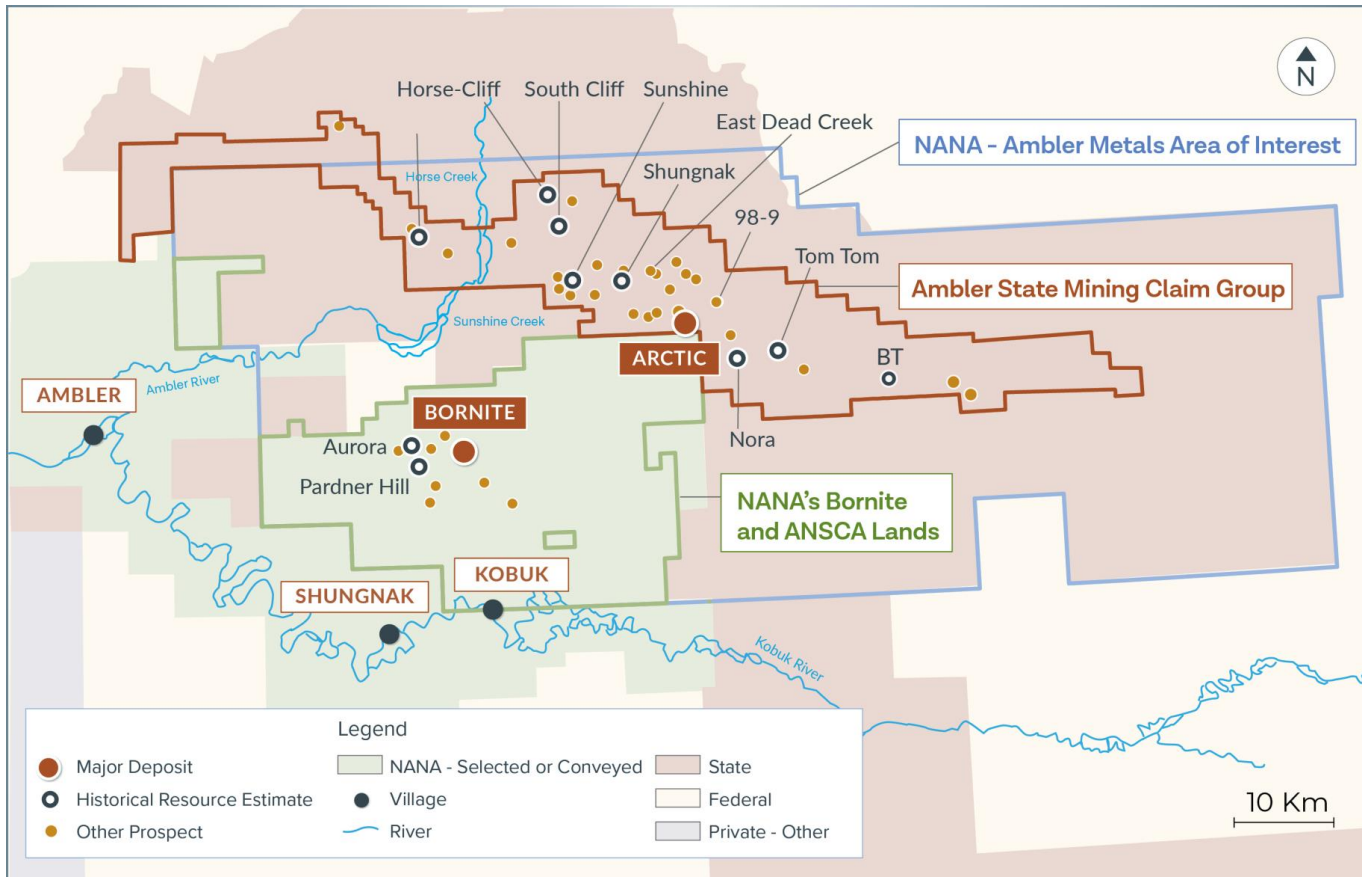 N
Horse-Cliff
South Cliff
Sunshine
East Dead Creek
NANA - Ambler Metals Area of Interest
Horse Creek
Shungnak
98-9
Tom Tom
Ambler State Mining Claim Group
Sunshine Creek
ARCTIC
BT
Ambler River
AMBLER
BORNITE
Nora
Aurora
Pardner Hill
NANA's Bornite
and ANSCA Lands
KOBUK
SHUNGNAK
Kobuk River
Legend
Major Deposit
NANA - Selected or Conveyed
State
Historical Resource Estimate
Village
Federal
Other Prospect
River
Private - Other
10 Km